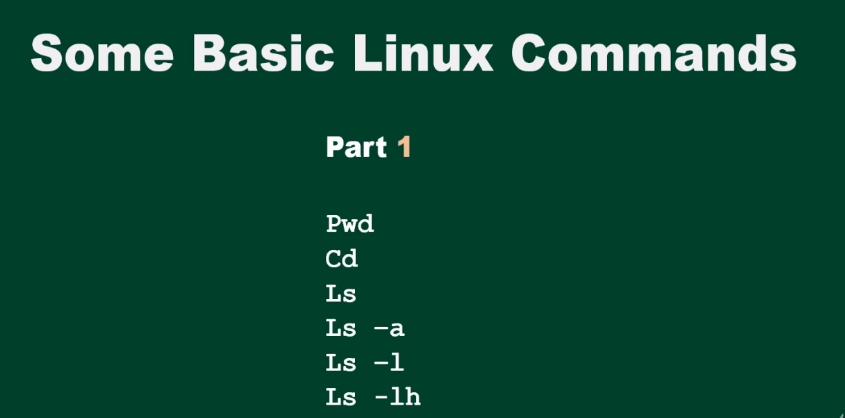 Some Basic Linux Commands
Part 1
Pwd
Cd
Ls
Ls –a
Ls –l
Ls -lh